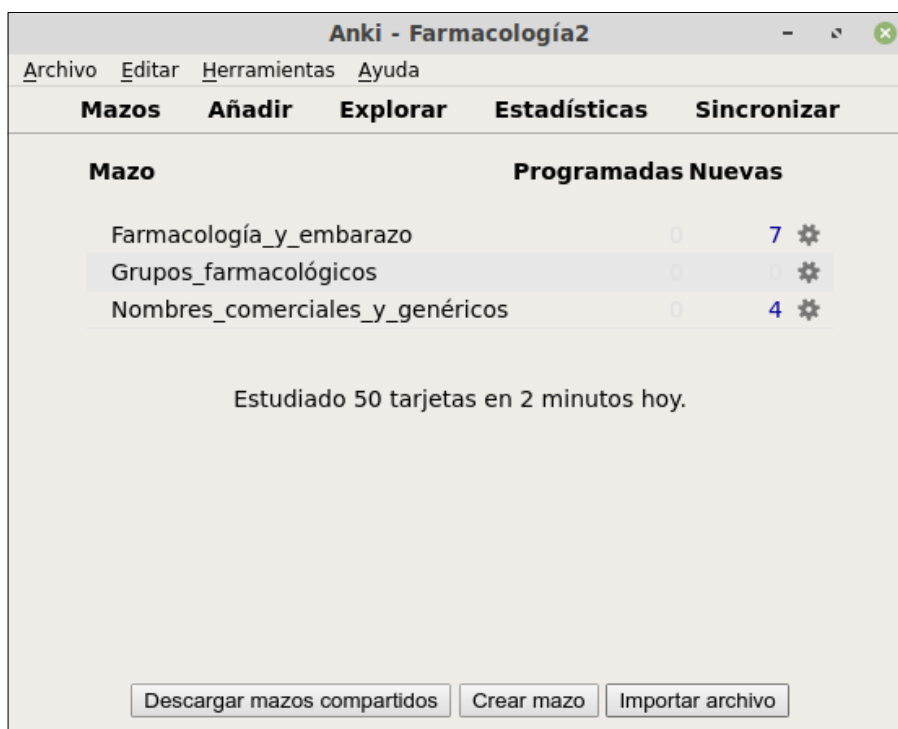 Anki - Farmacología2
Archivo Editar Herramientas Ayuda
Mazos Añadir Explorar Estadísticas Sincronizar
Mazo Programadas Nuevas
Farmacología_y_embarazo 0 7
Grupos_farmacológicos 0 0
Nombres_comerciales_y_genéricos 0 4
Estudiado 50 tarjetas en 2 minutos hoy.
Descargar mazos compartidos Crear mazo Importar archivo